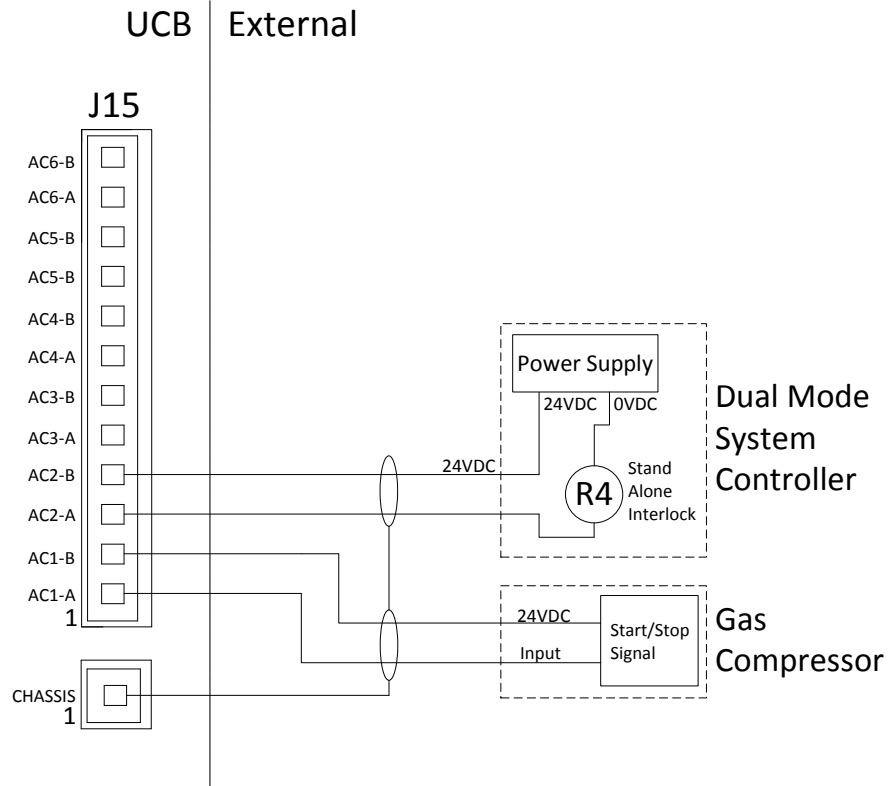 UCB
External
J15
AC6-B
AC6-A
AC5-B
AC5-B
AC4-B
AC4-A
AC3-B
AC3-A
AC2-B
AC2-A
AC1-B
AC1-A
1
CHASSIS
1
Power Supply
24VDC
0VDC
24VDC
R4
Stand
Alone
Interlock
Dual Mode
System
Controller
24VDC
Input
Start/Stop
Signal
Gas
Compressor